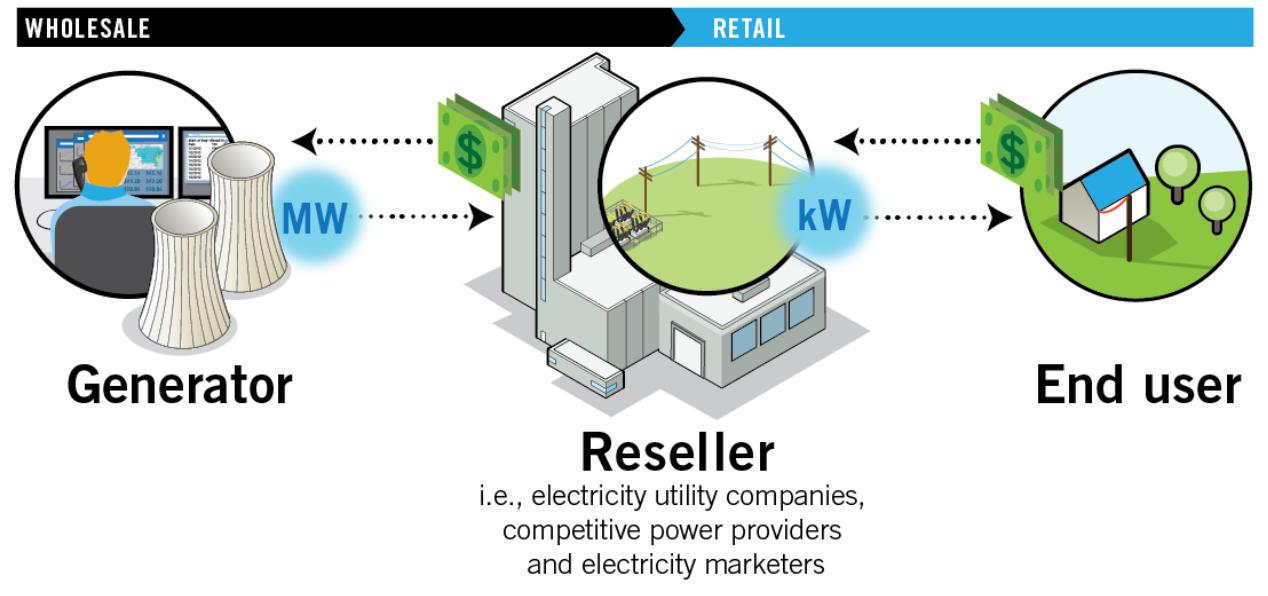 WHOLESALE
RETAIL
$
$
MW
kW
Generator
End user
Reseller
i.e., electricity utility companies,
competitive power providers
and electricity marketers